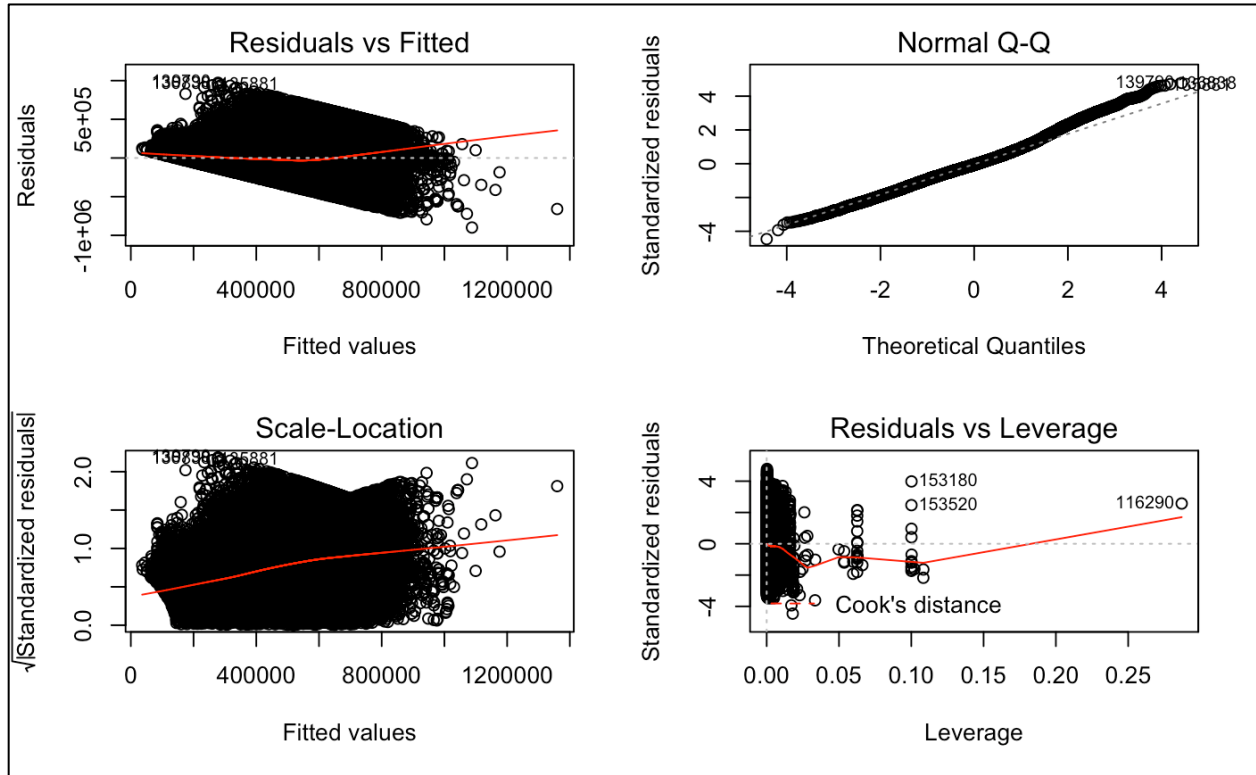 Residuals vs Fitted
135881
Residuals
5e+05
-1e+06
0 400000 800000 1200000
Fitted values
Normal Q-Q
139790
Standardized residuals
4
2
0
-4
-4 -2 0 2 4
Theoretical Quantiles
Scale-Location
135881
√|Standardized residuals|
2.0
1.0
0.0
0 400000 800000 1200000
Fitted values
Residuals vs Leverage
153180
153520
116290
Cook's distance
Standardized residuals
4
0
-4
0.00 0.05 0.10 0.15 0.20 0.25
Leverage